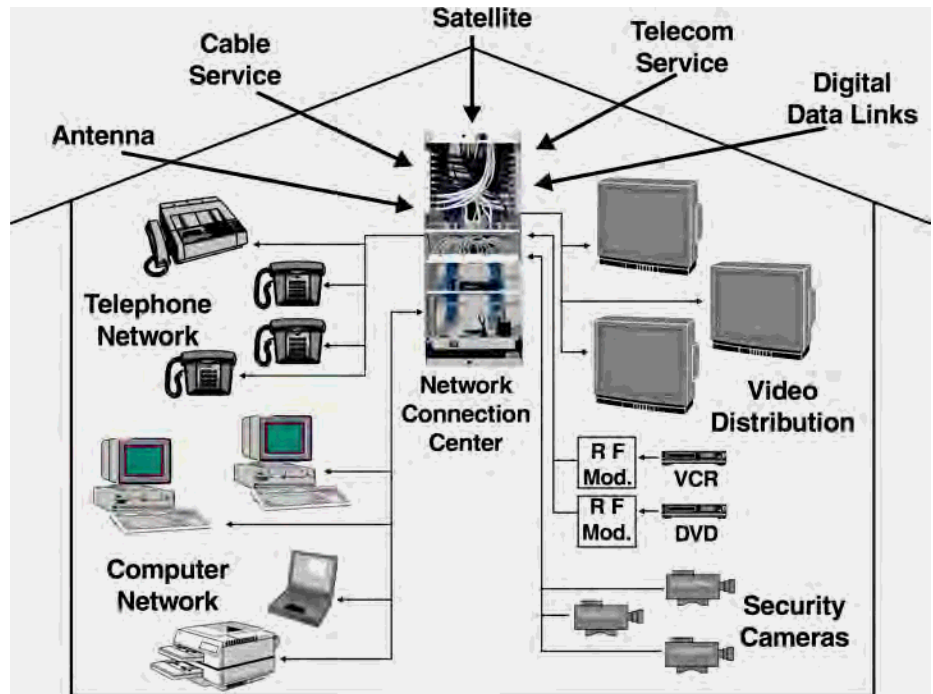 Satellite
Cable
Service
Telecom
Service
Digital
Data Links
Antenna
Telephone
Network
Network
Connection
Center
Video
Distribution
R F
Mod.
VCR
R F
Mod.
DVD
Computer
Network
Security
Cameras